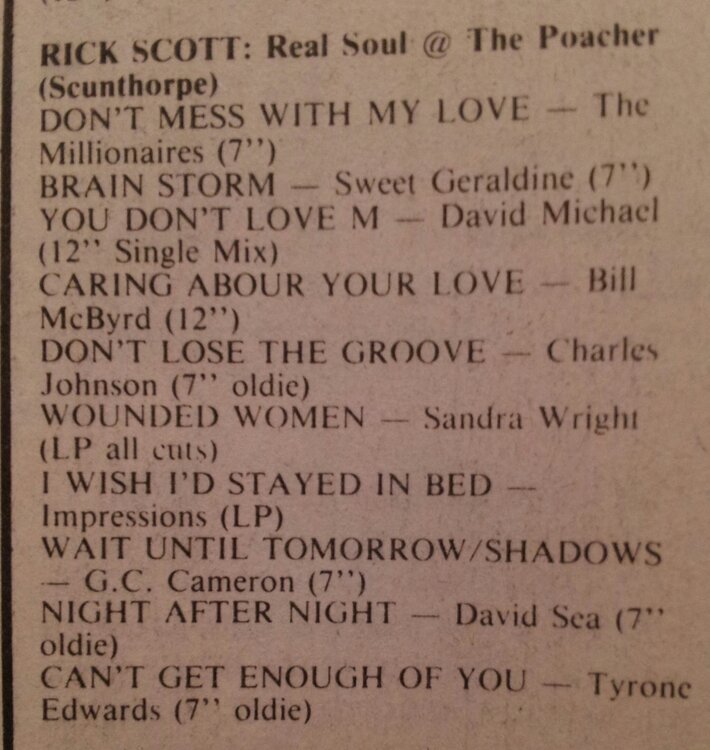 RICK SCOTT: Real Soul @ The Poacher
(Scunthorpe)
DON'T MESS WITH MY LOVE — The
Millionaires (7'')
BRAIN STORM — Sweet Geraldine (7'')
YOU DON'T LOVE M — David Michael
(12'' Single Mix)
CARING ABOUR YOUR LOVE — Bill
McByrd (12'')
DON'T LOSE THE GROOVE — Charles
Johnson (7'' oldie)
WOUNDED WOMEN — Sandra Wright
(LP all cuts)
I WISH I'D STAYED IN BED —
Impressions (LP)
WAIT UNTIL TOMORROW/SHADOWS
— G.C. Cameron (7'')
NIGHT AFTER NIGHT — David Sea (7''
oldie)
CAN'T GET ENOUGH OF YOU — Tyrone
Edwards (7'' oldie)